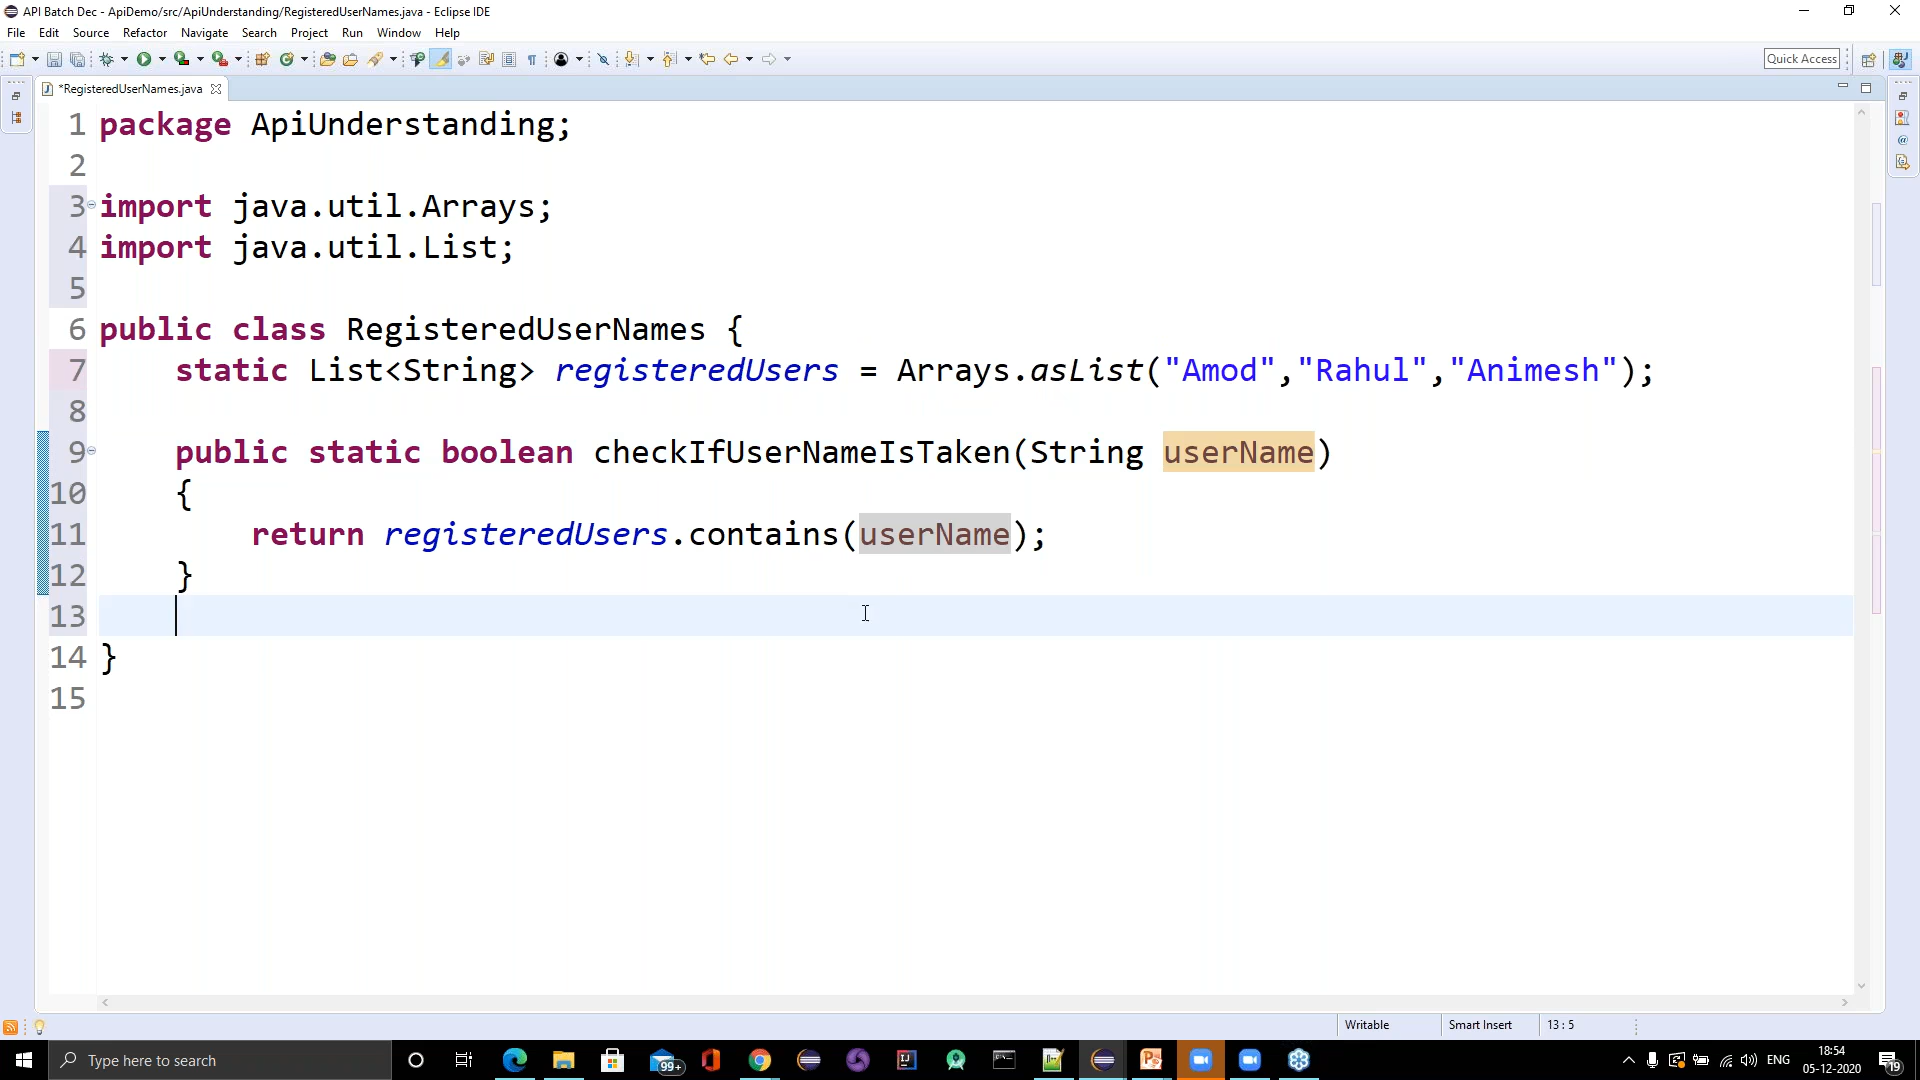 API Batch Dec - ApiDemo/src/ApiUnderstanding/RegisteredUserNames.java - Eclipse IDE
File Edit Source Refactor Navigate Search Project Run Window Help
Quick Access
*RegisteredUserNames.java
1 package ApiUnderstanding;
2
3 import java.util.Arrays;
4 import java.util.List;
5
6 public class RegisteredUserNames {
7 static List<String> registeredUsers = Arrays.asList("Amod","Rahul","Animesh");
8
9 public static boolean checkIfUserNameIsTaken(String userName)
10 {
11 return registeredUsers.contains(userName);
12 }
13
14 }
15
Writable Smart Insert 13 : 5
Type here to search
99+
ENG
18:54
05-12-2020
19